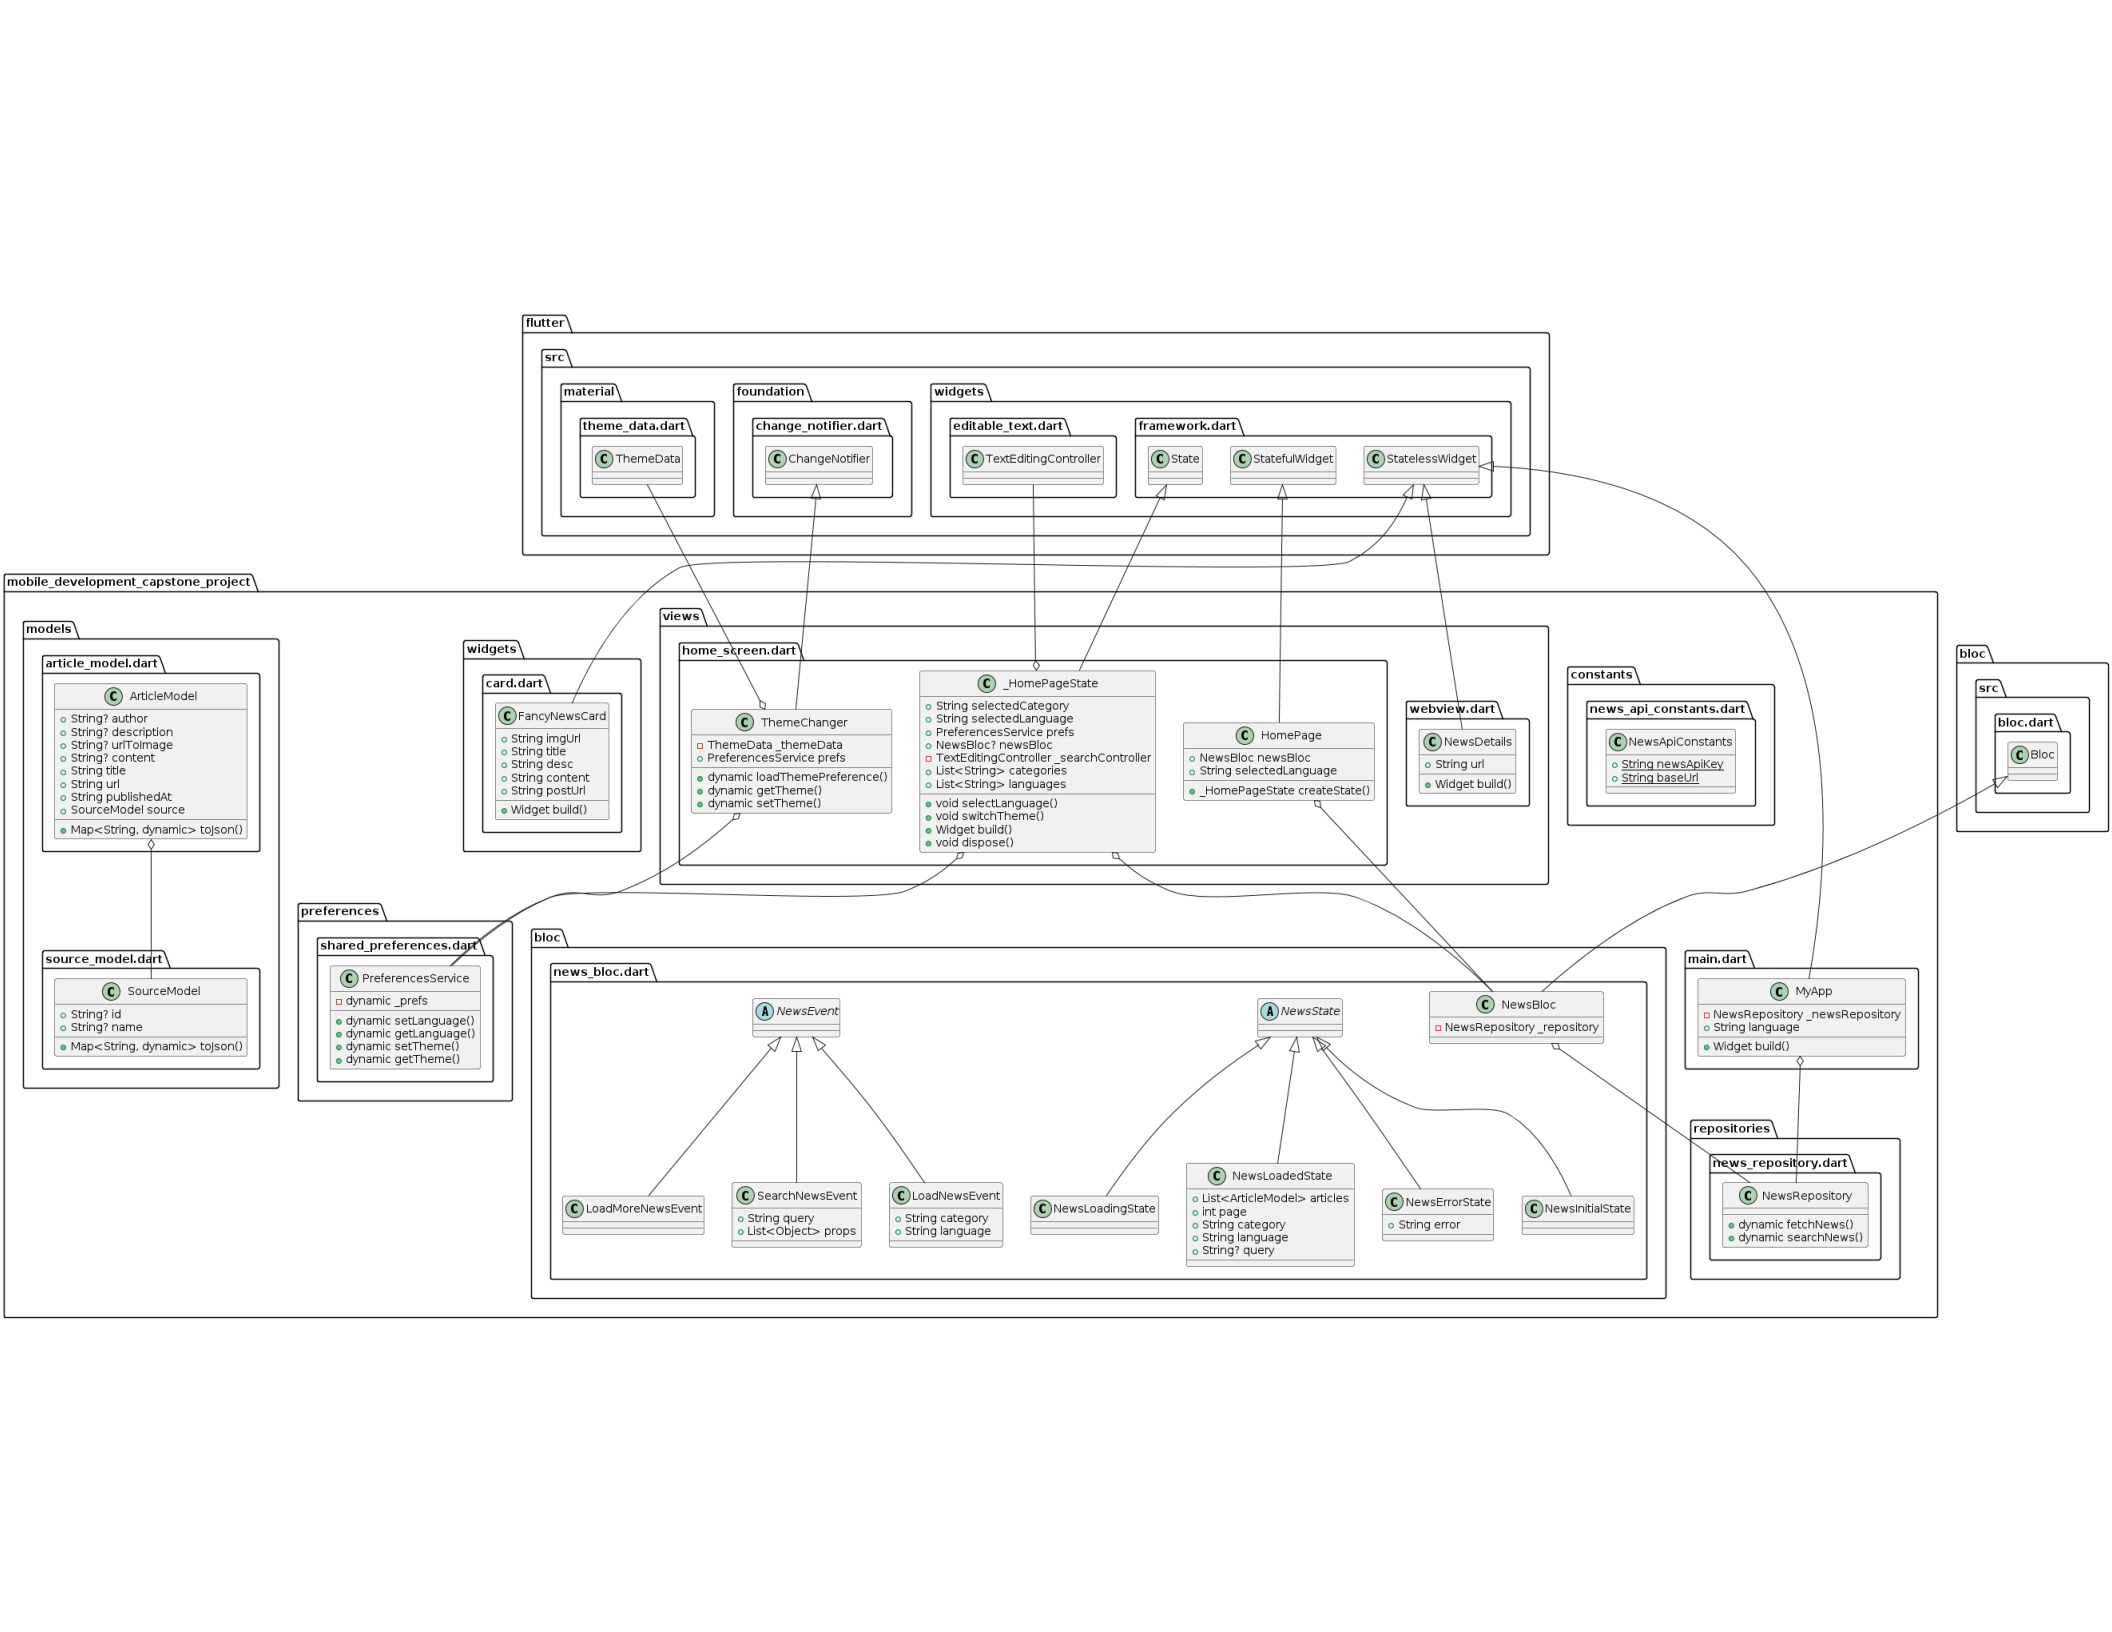 flutter
src
material
theme_data.dart
C ThemeData
foundation
change_notifier.dart
C ChangeNotifier
widgets
editable_text.dart
C TextEditingController
framework.dart
C State
C StatefulWidget
C StatelessWidget
mobile_development_capstone_project
models
article_model.dart
C ArticleModel
String? author
String? description
String? urlToImage
String? content
String title
String url
String publishedAt
SourceModel source
Map<String, dynamic> toJson()
source_model.dart
C SourceModel
String? id
String? name
Map<String, dynamic> toJson()
widgets
card.dart
C FancyNewsCard
String imgUrl
String title
String desc
String content
String postUrl
Widget build()
views
home_screen.dart
C ThemeChanger
ThemeData _themeData
PreferencesService prefs
dynamic loadThemePreference()
dynamic getTheme()
dynamic setTheme()
C _HomePageState
String selectedCategory
String selectedLanguage
PreferencesService prefs
NewsBloc? newsBloc
TextEditingController _searchController
List<String> categories
List<String> languages
void selectLanguage()
void switchTheme()
Widget build()
void dispose()
C HomePage
NewsBloc newsBloc
String selectedLanguage
_HomePageState createState()
webview.dart
C NewsDetails
String url
Widget build()
constants
news_api_constants.dart
C NewsApiConstants
String newsApiKey
String baseUrl
bloc
src
bloc.dart
C Bloc
preferences
shared_preferences.dart
C PreferencesService
dynamic _prefs
dynamic setLanguage()
dynamic getLanguage()
dynamic setTheme()
dynamic getTheme()
bloc
news_bloc.dart
A NewsEvent
A NewsState
C NewsBloc
NewsRepository _repository
C LoadMoreNewsEvent
C SearchNewsEvent
String query
List<Object> props
C LoadNewsEvent
String category
String language
C NewsLoadingState
C NewsLoadedState
List<ArticleModel> articles
int page
String category
String language
String? query
C NewsErrorState
String error
C NewsInitialState
main.dart
C MyApp
NewsRepository _newsRepository
String language
Widget build()
repositories
news_repository.dart
C NewsRepository
dynamic fetchNews()
dynamic searchNews()